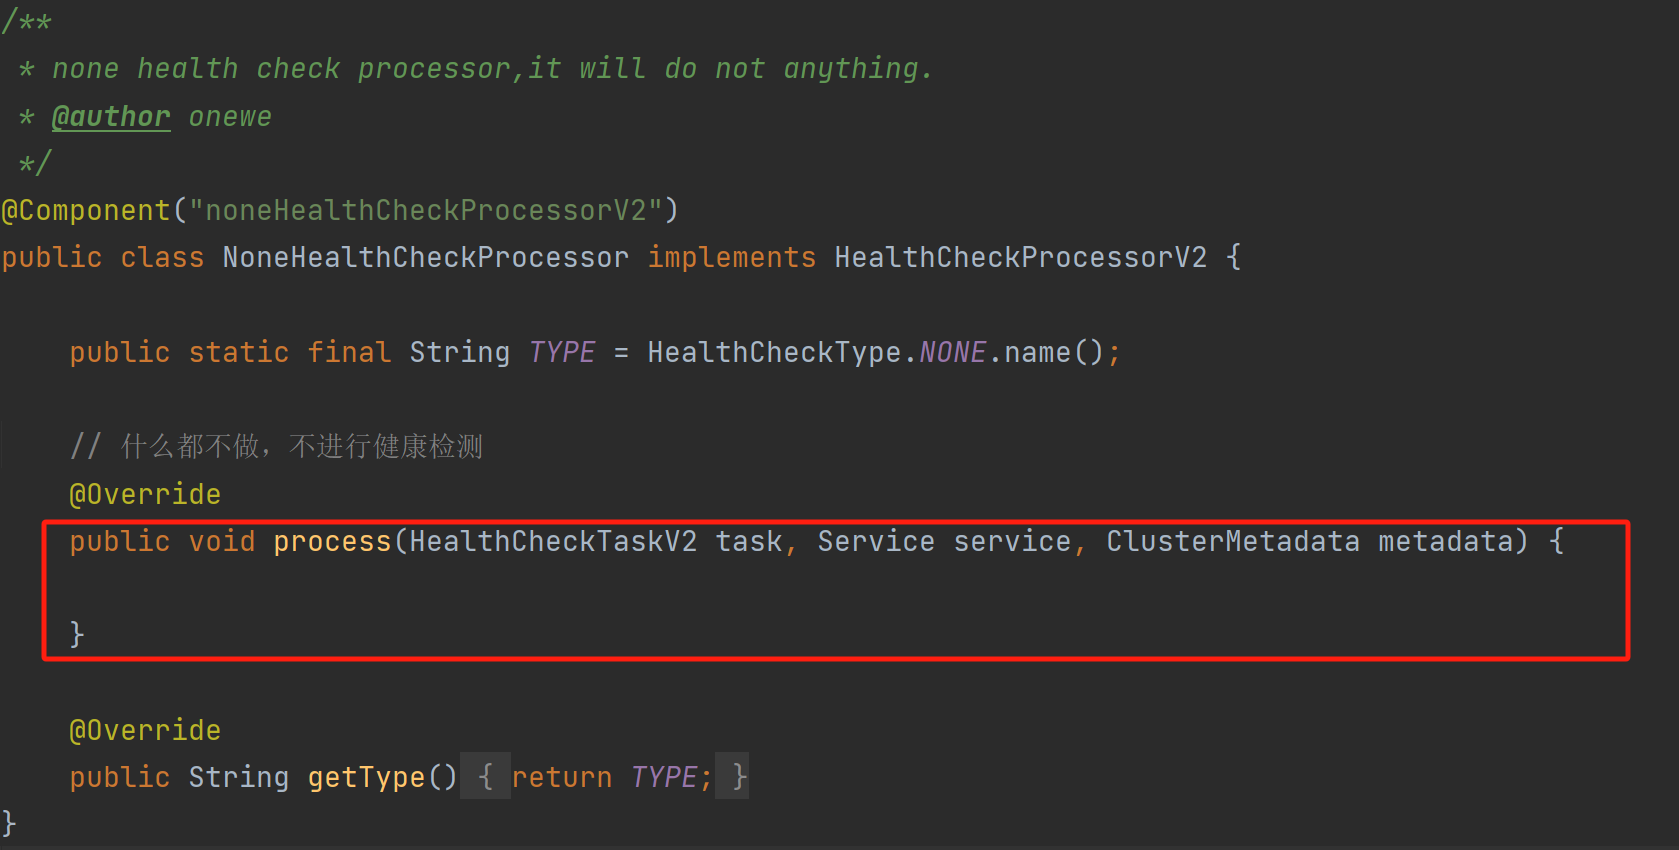 /**
 * none health check processor,it will do not anything.
 * @author onewe
 */
@Component("noneHealthCheckProcessorV2")
public class NoneHealthCheckProcessor implements HealthCheckProcessorV2 {
    public static final String TYPE = HealthCheckType.NONE.name();
    // 什么都不做，不进行健康检测
    @Override
    public void process(HealthCheckTaskV2 task, Service service, ClusterMetadata metadata) {
    }
    @Override
    public String getType() { return TYPE; }
}